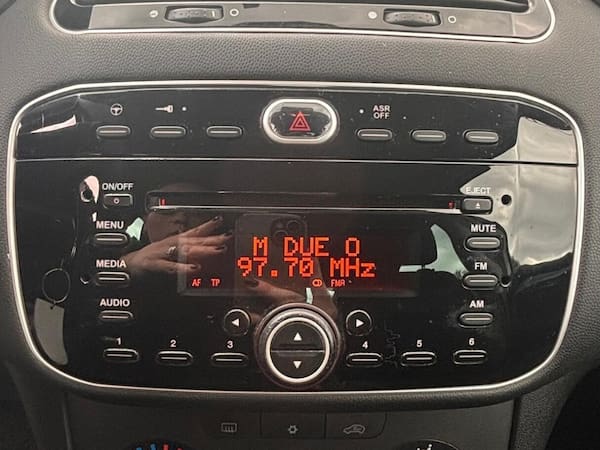 ASR
OFF
ON/OFF
EJECT
MENU
MUTE
M DUE O
97.70 MHz
MEDIA
FM
AF TP FMA
AUDIO
AM
1 2 3 4 5 6